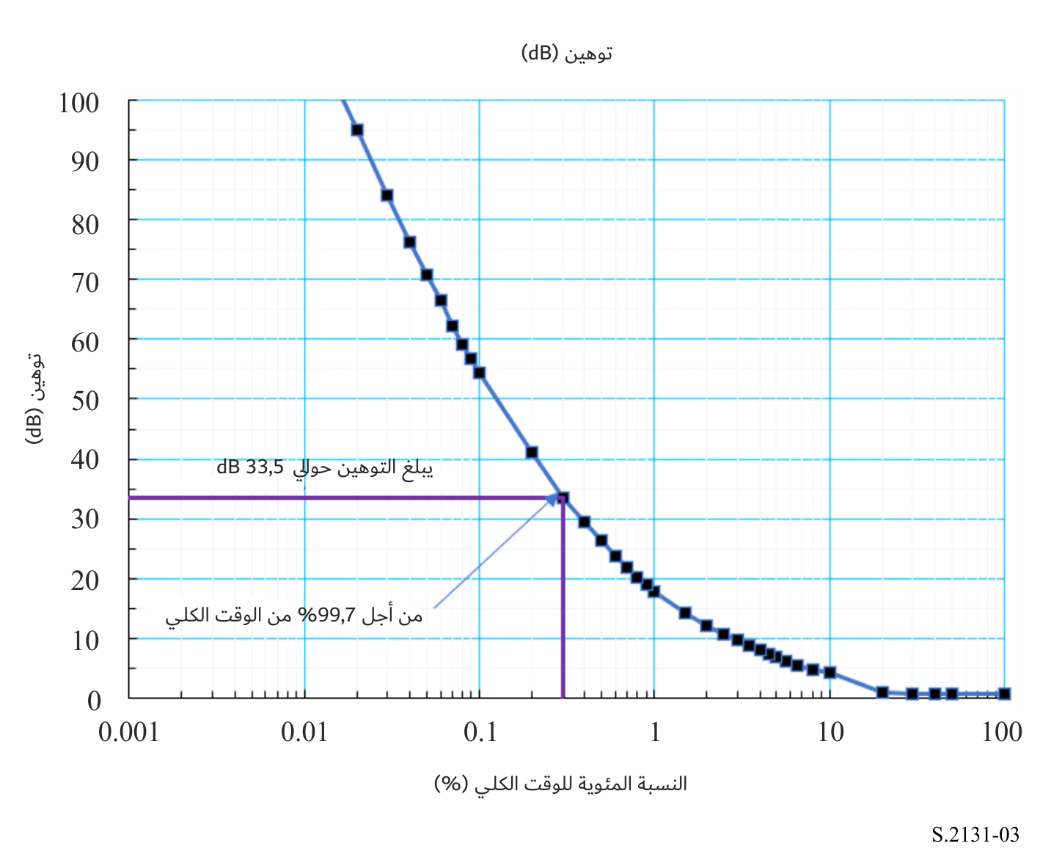 توهين (dB)
100
90
80
70
60
50
40
30
20
10
0
توهين (dB)
يبلغ التوهين حوالي 33,5 dB
من أجل 99,7% من الوقت الكلي
0.001
0.01
0.1
1
10
100
النسبة المئوية للوقت الكلي (%)
S.2131-03